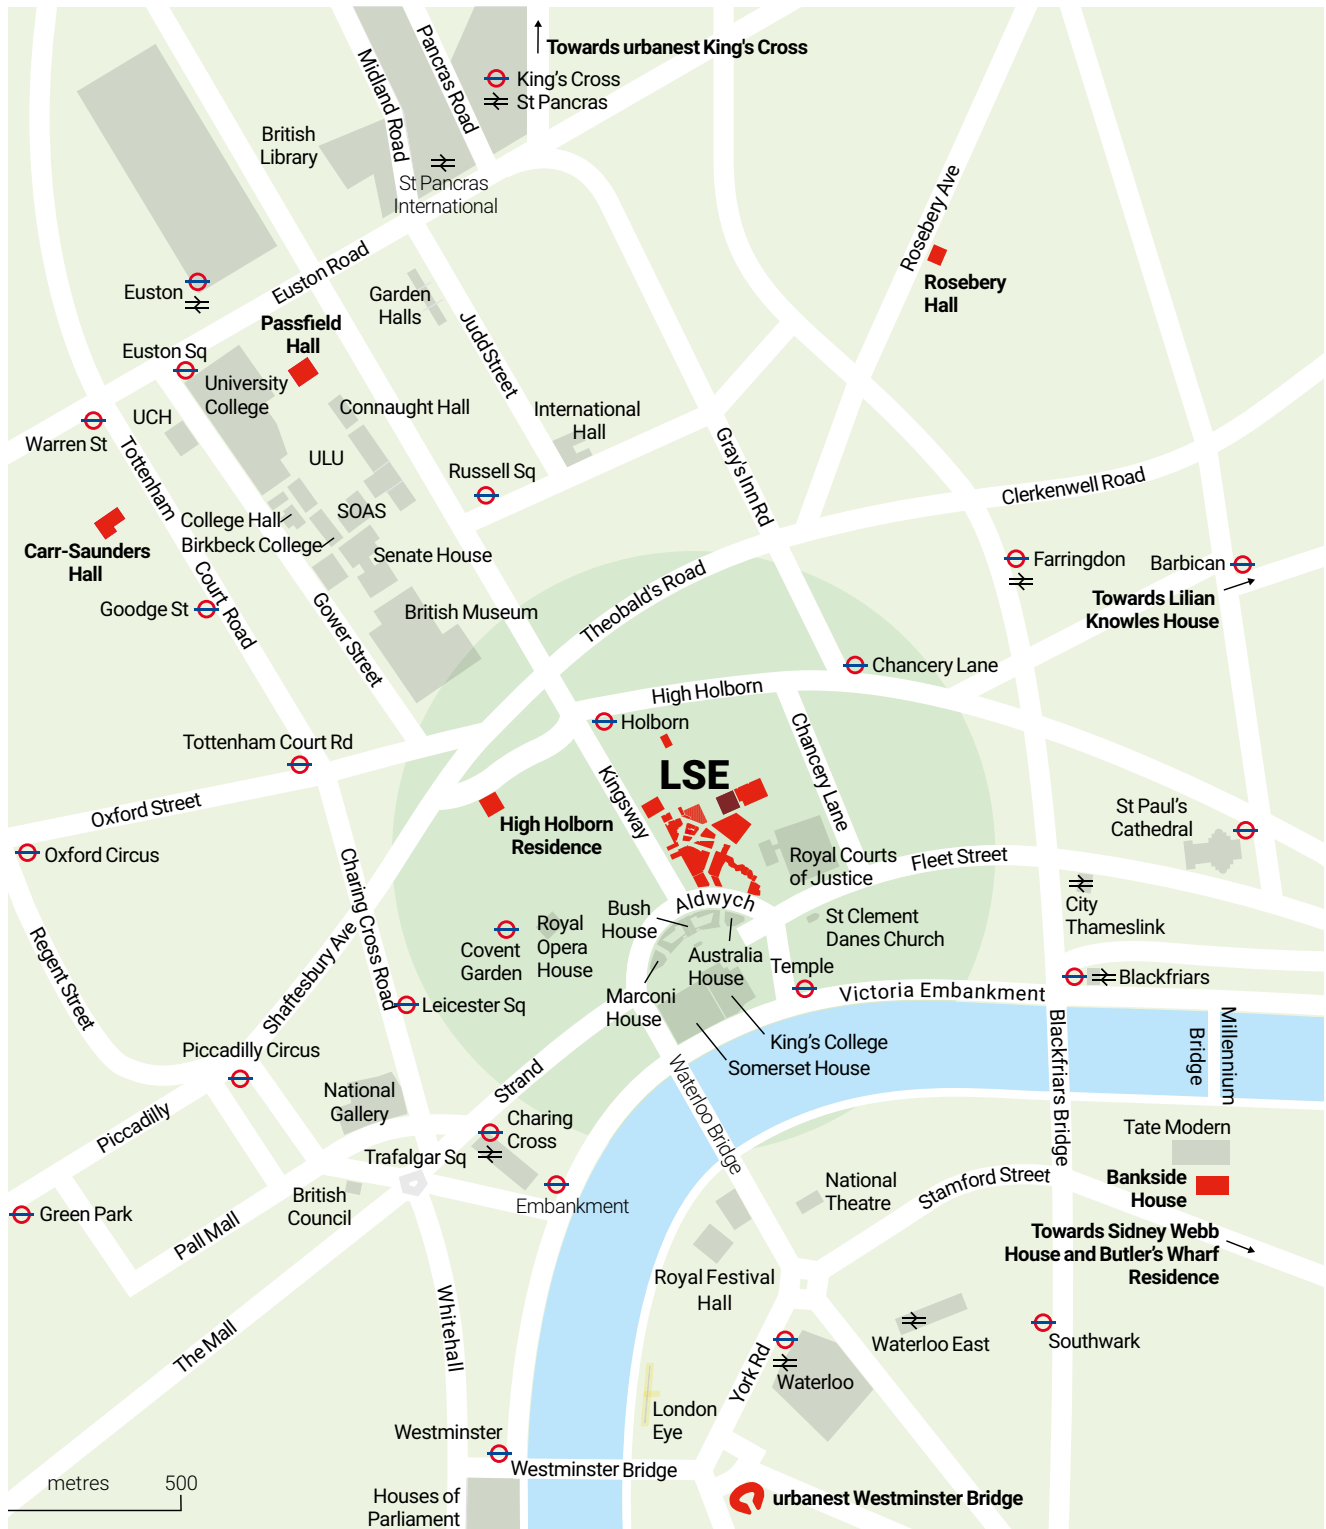 Towards urbanest King's Cross
King's Cross
St Pancras
Pancras Road
Midland Road
British
Library
St Pancras
International
Rosebery Ave
Rosebery
Hall
Euston Road
Euston
Garden
Halls
Passfield
Hall
Judd Street
Euston Sq
University
College
Connaught Hall
International
Hall
UCH
Warren St
Tottenham
Court Road
ULU
Russell Sq
Gray's Inn Rd
Clerkenwell Road
SOAS
College Hall
Birkbeck College
Senate House
Carr-Saunders
Hall
Farringdon
Barbican
Towards Lilian
Knowles House
Goodge St
Gower Street
British Museum
Theobald's Road
Chancery Lane
High Holborn
Holborn
Tottenham Court Rd
Kingsway
LSE
Chancery Lane
Oxford Street
High Holborn
Residence
St Paul's
Cathedral
Oxford Circus
Charing Cross Road
Royal Courts
of Justice
Fleet Street
Aldwych
City
Thameslink
Bush
House
Royal
Opera
House
St Clement
Danes Church
Covent
Garden
Australia
House
Temple
Regent Street
Shaftesbury Ave
Blackfriars
Marconi
House
Victoria Embankment
Leicester Sq
Blackfriars Bridge
Millennium
Bridge
Piccadilly Circus
King's College
Somerset House
Waterloo Bridge
National
Gallery
Strand
Piccadilly
Charing
Cross
Tate Modern
Trafalgar Sq
Bankside
House
Embankment
National
Theatre
Stamford Street
British
Council
Green Park
Pall Mall
Towards Sidney Webb
House and Butler's Wharf
Residence
Royal Festival
Hall
Whitehall
The Mall
Waterloo East
Southwark
York Rd
Waterloo
London
Eye
Westminster
Westminster Bridge
metres 500
Houses of
Parliament
urbanest Westminster Bridge